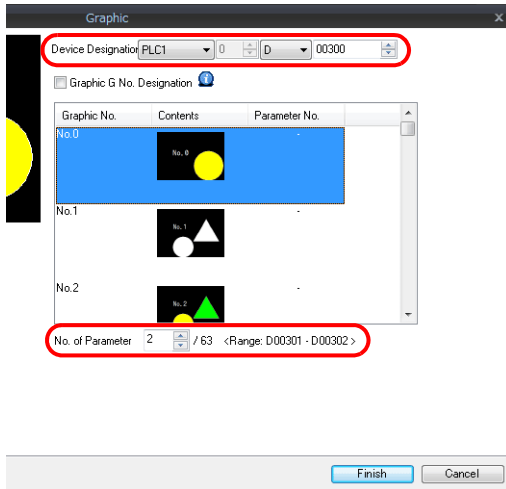 Graphic x
Device Designation PLC1 0 D 00300
Graphic G No. Designation
Graphic No. Contents Parameter No.
No.0 No.0 -
No.1 No.1 -
No.2 No.2 -
No. of Parameter 2 / 63 <Range: D00301 - D00302 >
Finish Cancel